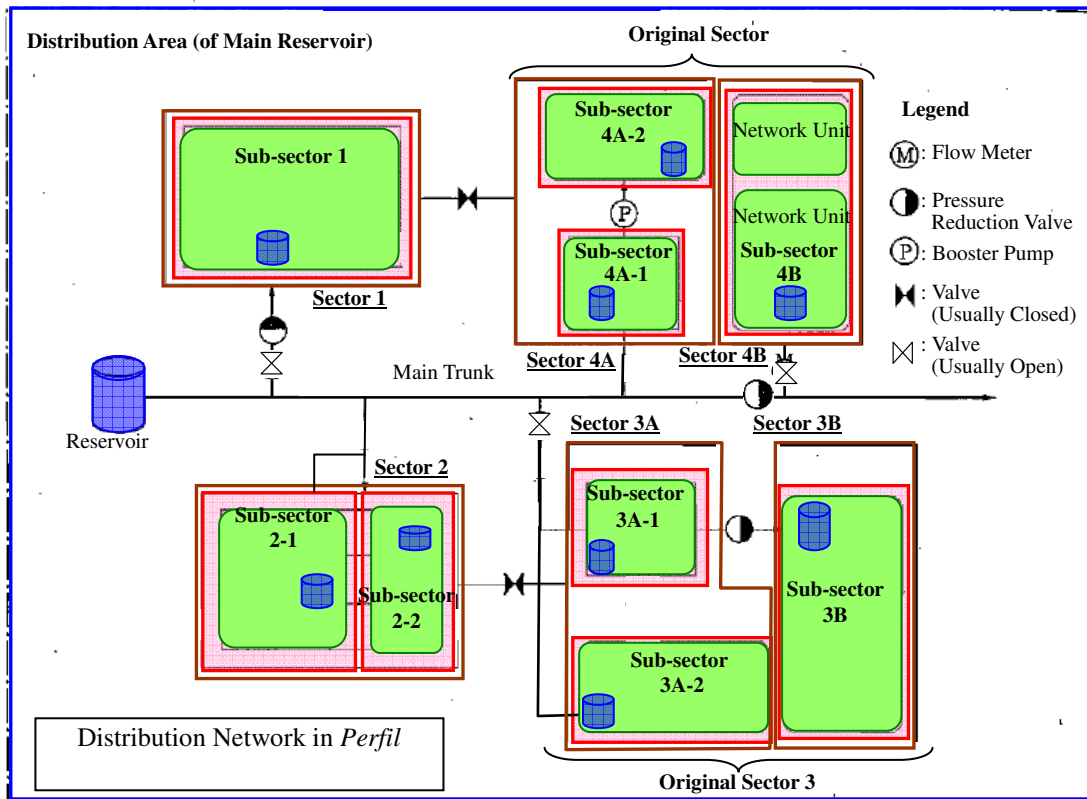 Distribution Area (of Main Reservoir)
Original Sector
Legend
M : Flow Meter
: Pressure
Reduction Valve
P : Booster Pump
: Valve
(Usually Closed)
: Valve
(Usually Open)
Sub-sector 1
Sector 1
Sub-sector
4A-2
P
Sub-sector
4A-1
Sector 4A
Network Unit
Network Unit
Sub-sector
4B
Sector 4B
M
Main Trunk
Reservoir
Sector 2
Sub-sector
2-1
Sub-sector
2-2
Sector 3A
Sub-sector
3A-1
Sub-sector
3A-2
Sector 3B
Sub-sector
3B
Original Sector 3
Distribution Network in Perfil